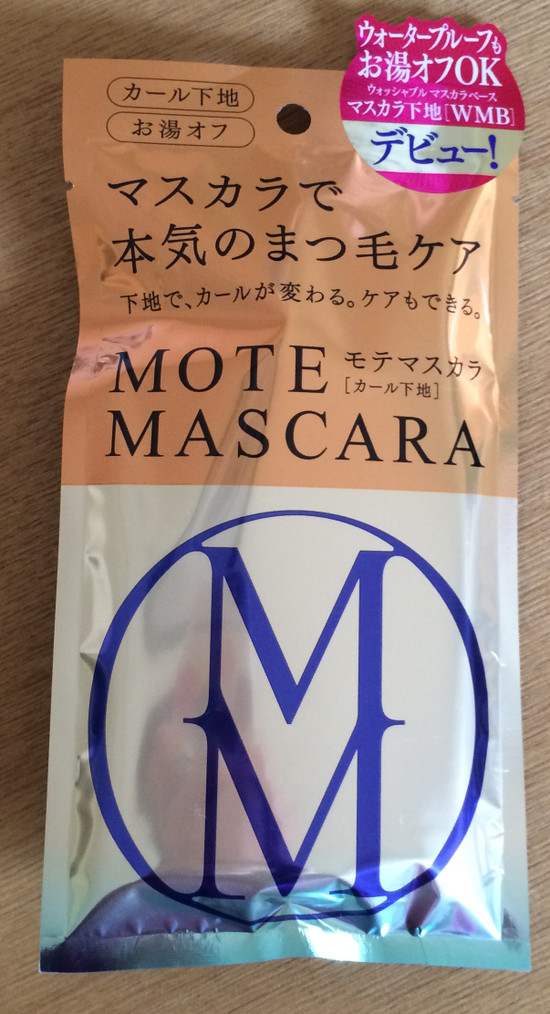 ウォータープルーフも
お湯オフOK
ウォッシャブル マスカラベース
マスカラ下地[WMB]
デビュー!
カール下地
お湯オフ
マスカラで
本気のまつ毛ケア
下地で、カールが変わる。ケアもできる。
MOTE モテマスカラ
[カール下地]
MASCARA
M
M